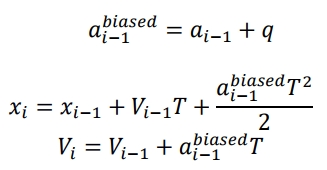 a_{i-1}^{biased} = a_{i-1} + q
x_i = x_{i-1} + V_{i-1}T + \frac{a_{i-1}^{biased}T^2}{2}
V_i = V_{i-1} + a_{i-1}^{biased}T